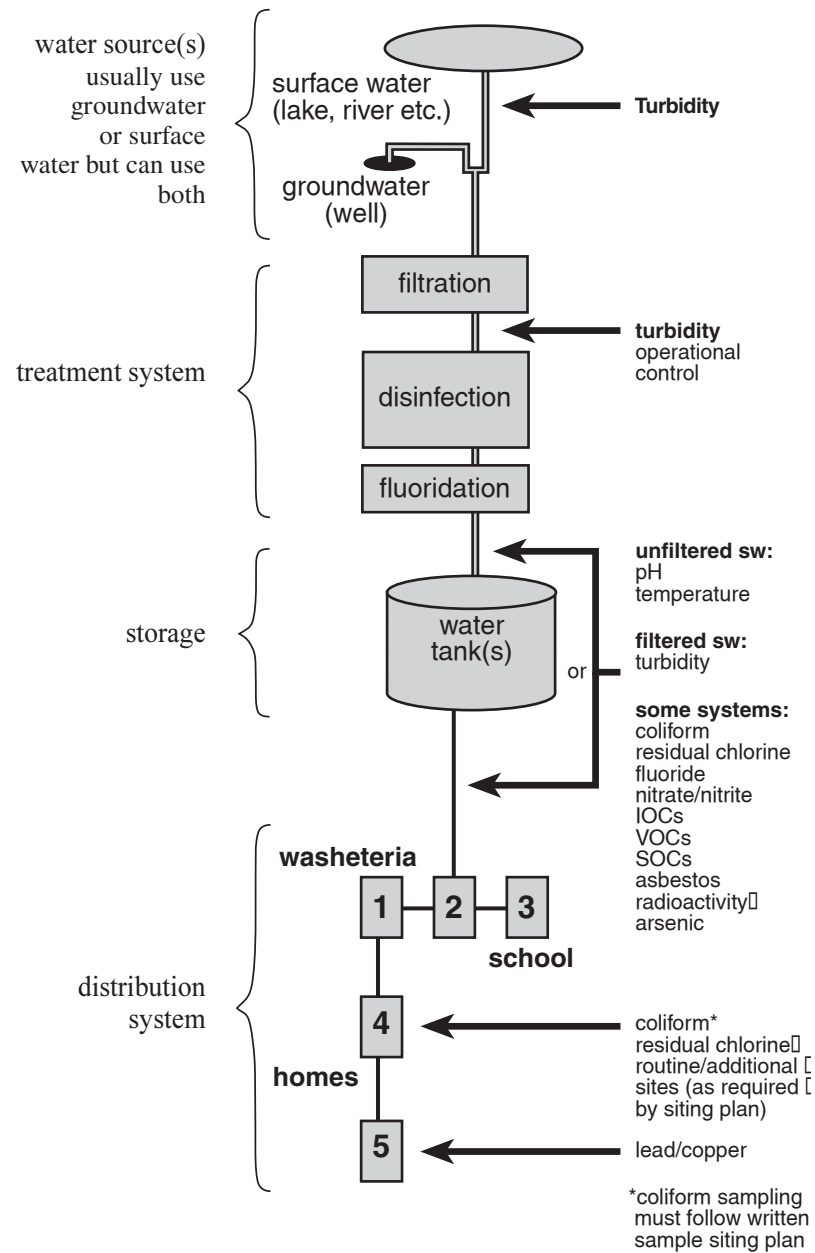 water source(s)
usually use
groundwater
or surface
water but can use
both
surface water
(lake, river etc.)
Turbidity
groundwater
(well)
treatment system
filtration
turbidity
operational
control
disinfection
fluoridation
storage
water
tank(s)
or
unfiltered sw:
pH
temperature
filtered sw:
turbidity
some systems:
coliform
residual chlorine
fluoride
nitrate/nitrite
IOCs
VOCs
SOCs
asbestos
radioactivity▯
arsenic
distribution
system
washeteria
1 2 3
school
4
homes
5
coliform*
residual chlorine▯
routine/additional ▯
sites (as required ▯
by siting plan)
lead/copper
*coliform sampling
must follow written
sample siting plan